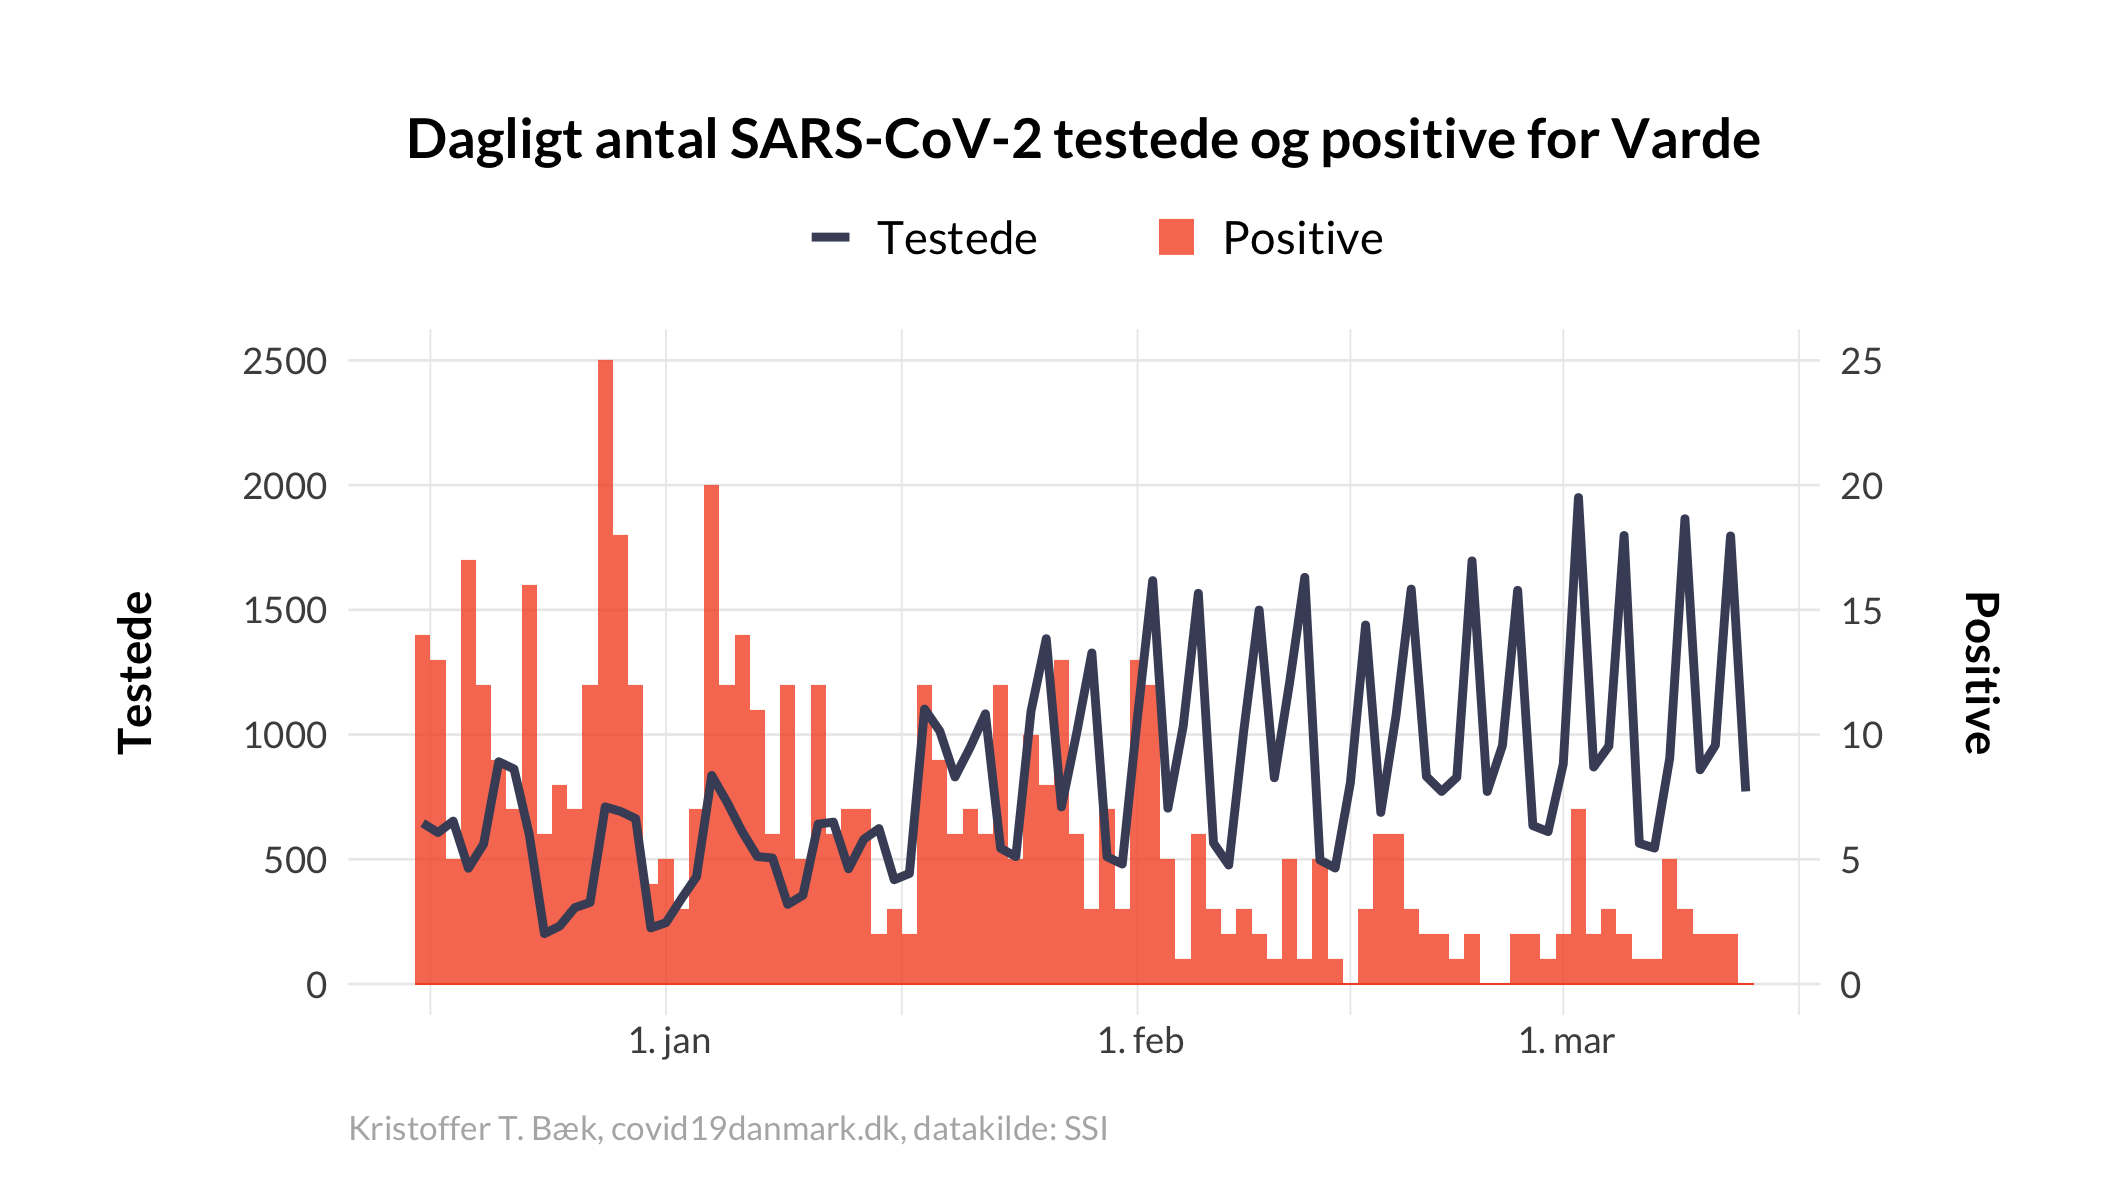 Dagligt antal SARS-CoV-2 testede og positive for Varde
Testede Positive
Testede
2500
2000
1500
1000
500
0
25
20
15
10
5
0
Positive
1. jan 1. feb 1. mar
Kristoffer T. Bæk, covid19danmark.dk, datakilde: SSI